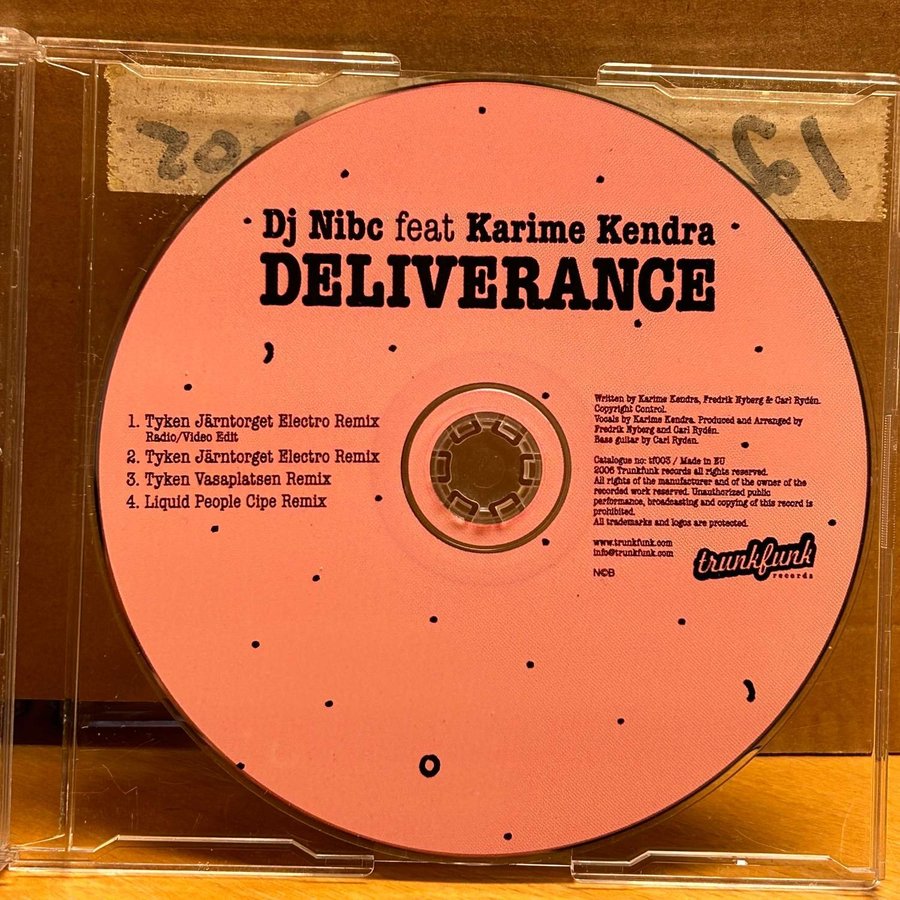 Dj Nibc feat Karime Kendra
DELIVERANCE
1. Tyken Järntorget Electro Remix
Radio/Video Edit
2. Tyken Järntorget Electro Remix
3. Tyken Vasaplatsen Remix
4. Liquid People Cipe Remix
Written by Karime Kendra, Fredrik Nyberg & Carl Rydén.
Copyright Control.
Vocals by Karime Kendra. Produced and Arranged by
Fredrik Nyberg and Carl Rydén.
Bass guitar by Carl Ryden.
Catalogue no: tf003 / Made in EU
2006 Trunkfunk records all rights reserved.
All rights of the manufacturer and of the owner of the
recorded work reserved. Unauthorized public
performance, broadcasting and copying of this record is
prohibited.
All trademarks and logos are protected.
www.trunkfunk.com
info@trunkfunk.com
N©B
trunkfunk
records